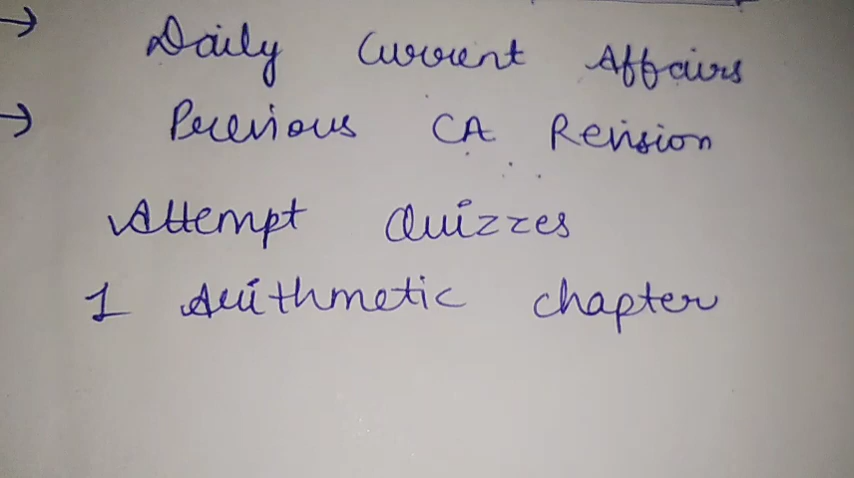 → Daily Current Affairs
→ Previous CA Revision
Attempt Quizzes
1 Arithmetic chapter